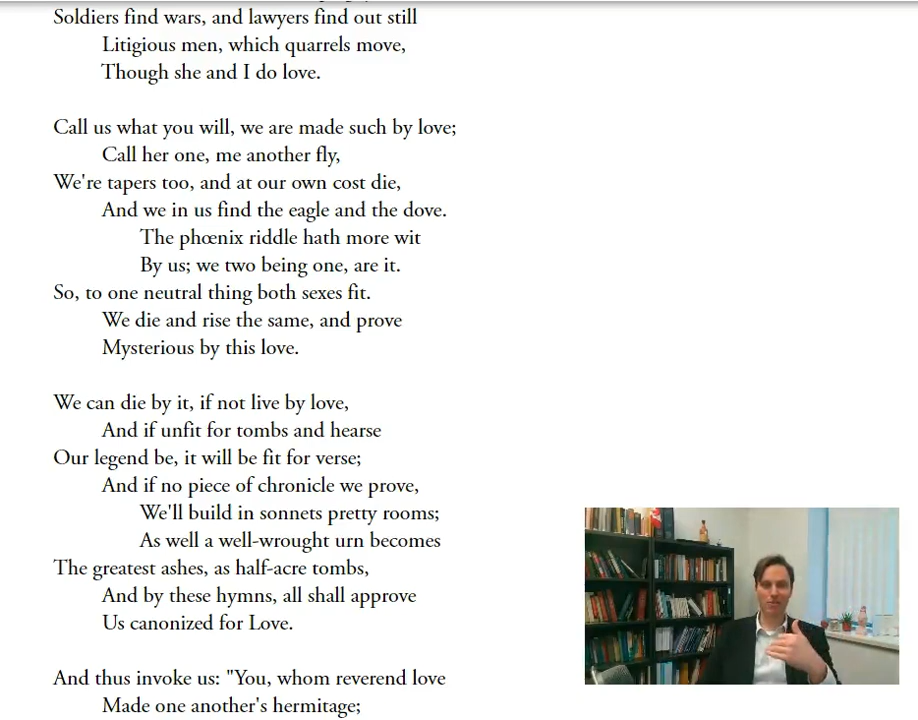 Soldiers find wars, and lawyers find out still
Litigious men, which quarrels move,
Though she and I do love.
Call us what you will, we are made such by love;
Call her one, me another fly,
We're tapers too, and at our own cost die,
And we in us find the eagle and the dove.
The phœnix riddle hath more wit
By us; we two being one, are it.
So, to one neutral thing both sexes fit.
We die and rise the same, and prove
Mysterious by this love.
We can die by it, if not live by love,
And if unfit for tombs and hearse
Our legend be, it will be fit for verse;
And if no piece of chronicle we prove,
We'll build in sonnets pretty rooms;
As well a well-wrought urn becomes
The greatest ashes, as half-acre tombs,
And by these hymns, all shall approve
Us canonized for Love.
And thus invoke us: "You, whom reverend love
Made one another's hermitage;